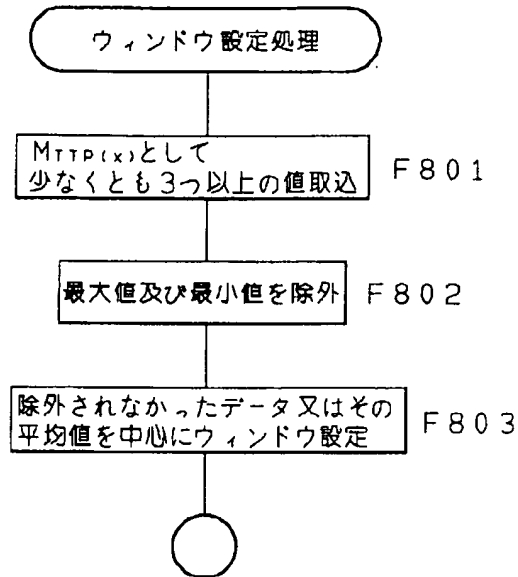 ウィンドウ設定処理
MTTP(x)として
少なくとも3つ以上の値取込
F801
最大値及び最小値を除外
F802
除外されなかったデータ又はその
平均値を中心にウィンドウ設定
F803